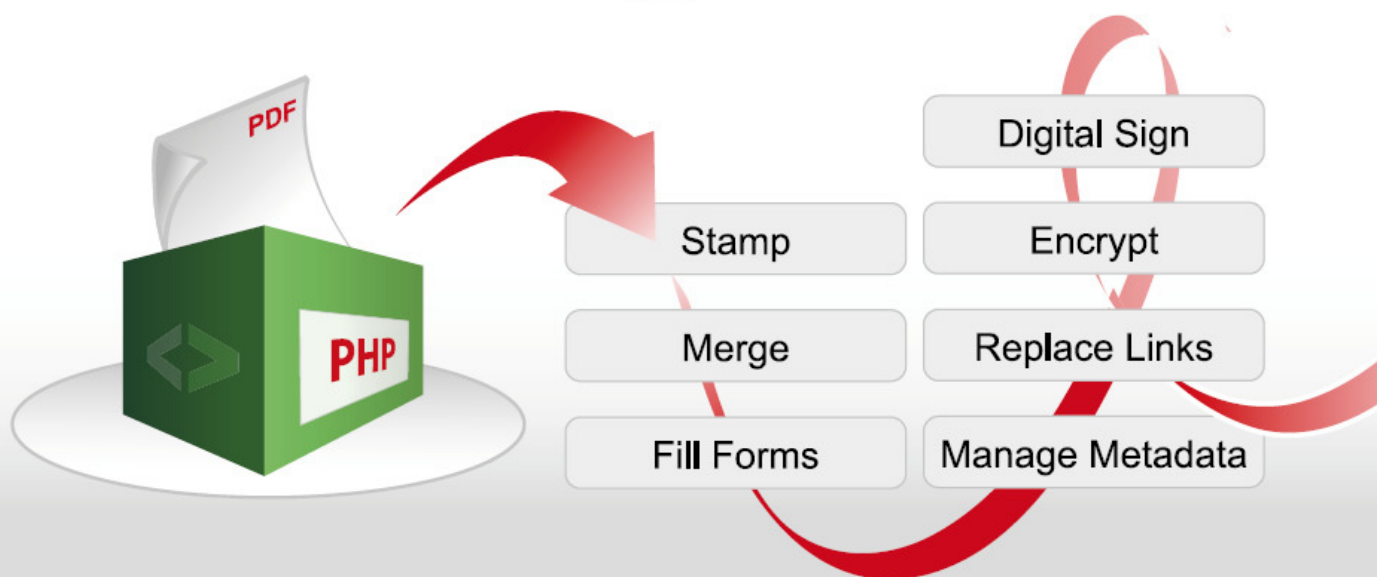 PDF
PHP
Stamp
Merge
Fill Forms
Digital Sign
Encrypt
Replace Links
Manage Metadata